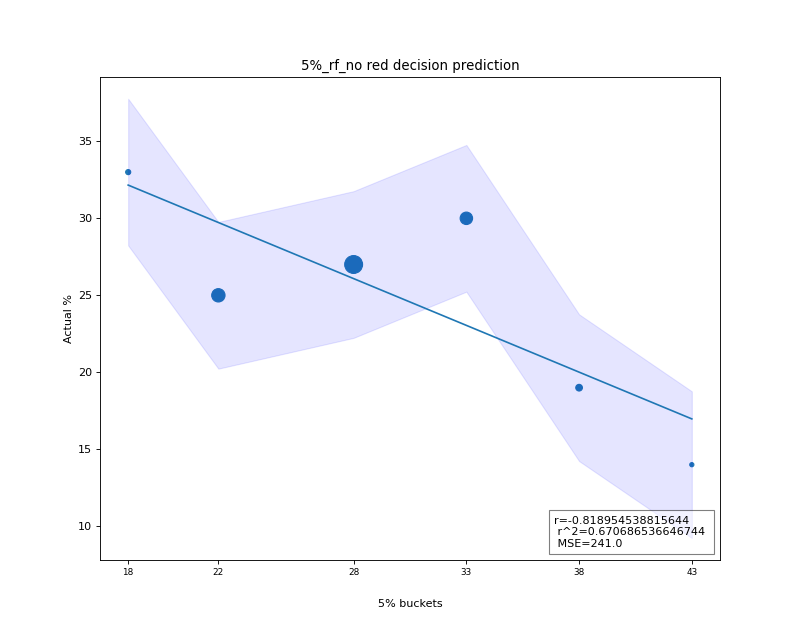 5%_rf_no red decision prediction
Actual %
35
30
25
20
15
10
18 22 28 33 38 43
5% buckets
r=-0.818954538815644
r^2=0.670686536646744
MSE=241.0